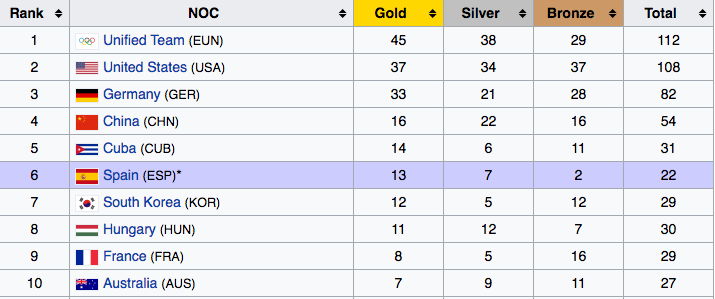 Rank NOC Gold Silver Bronze Total
1 Unified Team (EUN) 45 38 29 112
2 United States (USA) 37 34 37 108
3 Germany (GER) 33 21 28 82
4 China (CHN) 16 22 16 54
5 Cuba (CUB) 14 6 11 31
6 Spain (ESP)* 13 7 2 22
7 South Korea (KOR) 12 5 12 29
8 Hungary (HUN) 11 12 7 30
9 France (FRA) 8 5 16 29
10 Australia (AUS) 7 9 11 27